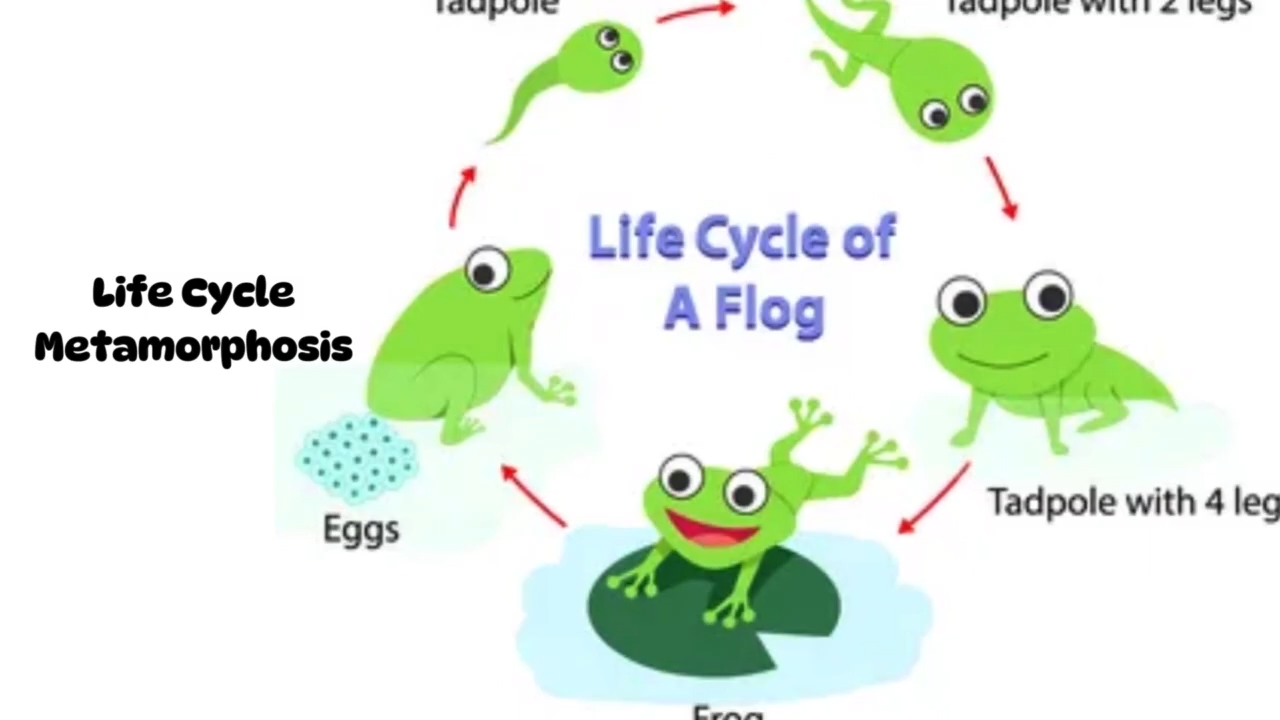 Tadpole
Tadpole with 2 legs
Life Cycle of
A Flog
Life Cycle
Metamorphosis
Eggs
Tadpole with 4 leg
Frog